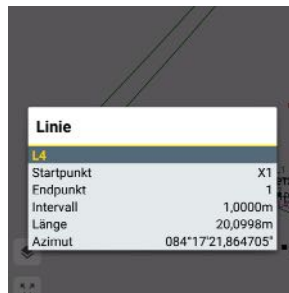 Linie
L4
Startpunkt X1
Endpunkt 1
Intervall 1,0000m
Länge 20,0998m
Azimut 084°17'21,864705"